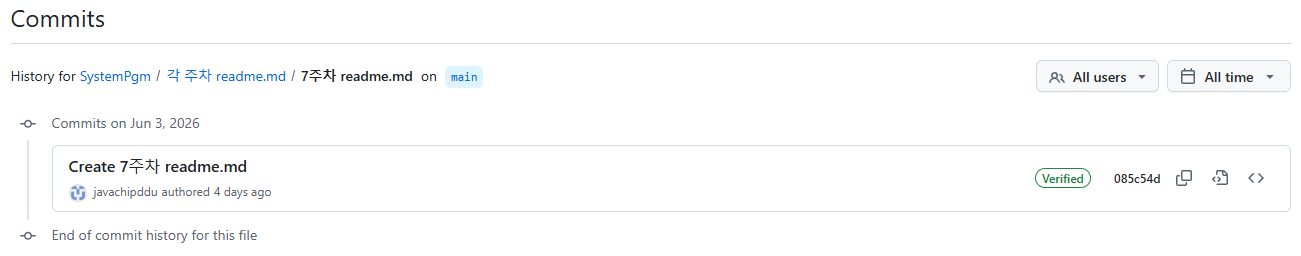 Commits
History for SystemPgm / 각 주차 readme.md / 7주차 readme.md on main
All users
All time
Commits on Jun 3, 2026
Create 7주차 readme.md
javachipddu authored 4 days ago
Verified
085c54d
End of commit history for this file